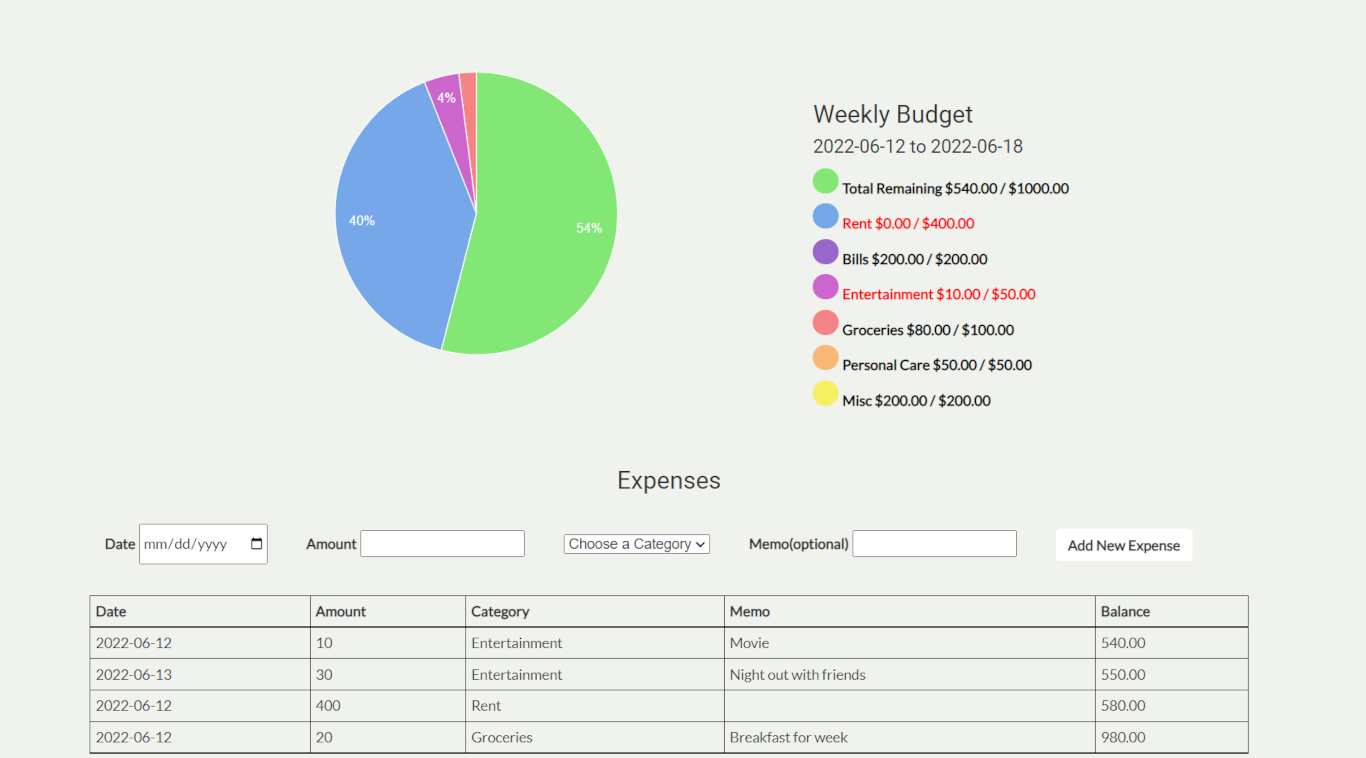 4%
40%
54%
Weekly Budget
2022-06-12 to 2022-06-18
Total Remaining $540.00 / $1000.00
Rent $0.00 / $400.00
Bills $200.00 / $200.00
Entertainment $10.00 / $50.00
Groceries $80.00 / $100.00
Personal Care $50.00 / $50.00
Misc $200.00 / $200.00
Expenses
Date mm/dd/yyyy Amount Choose a Category Memo(optional) Add New Expense
Date Amount Category Memo Balance
2022-06-12 10 Entertainment Movie 540.00
2022-06-13 30 Entertainment Night out with friends 550.00
2022-06-12 400 Rent 580.00
2022-06-12 20 Groceries Breakfast for week 980.00